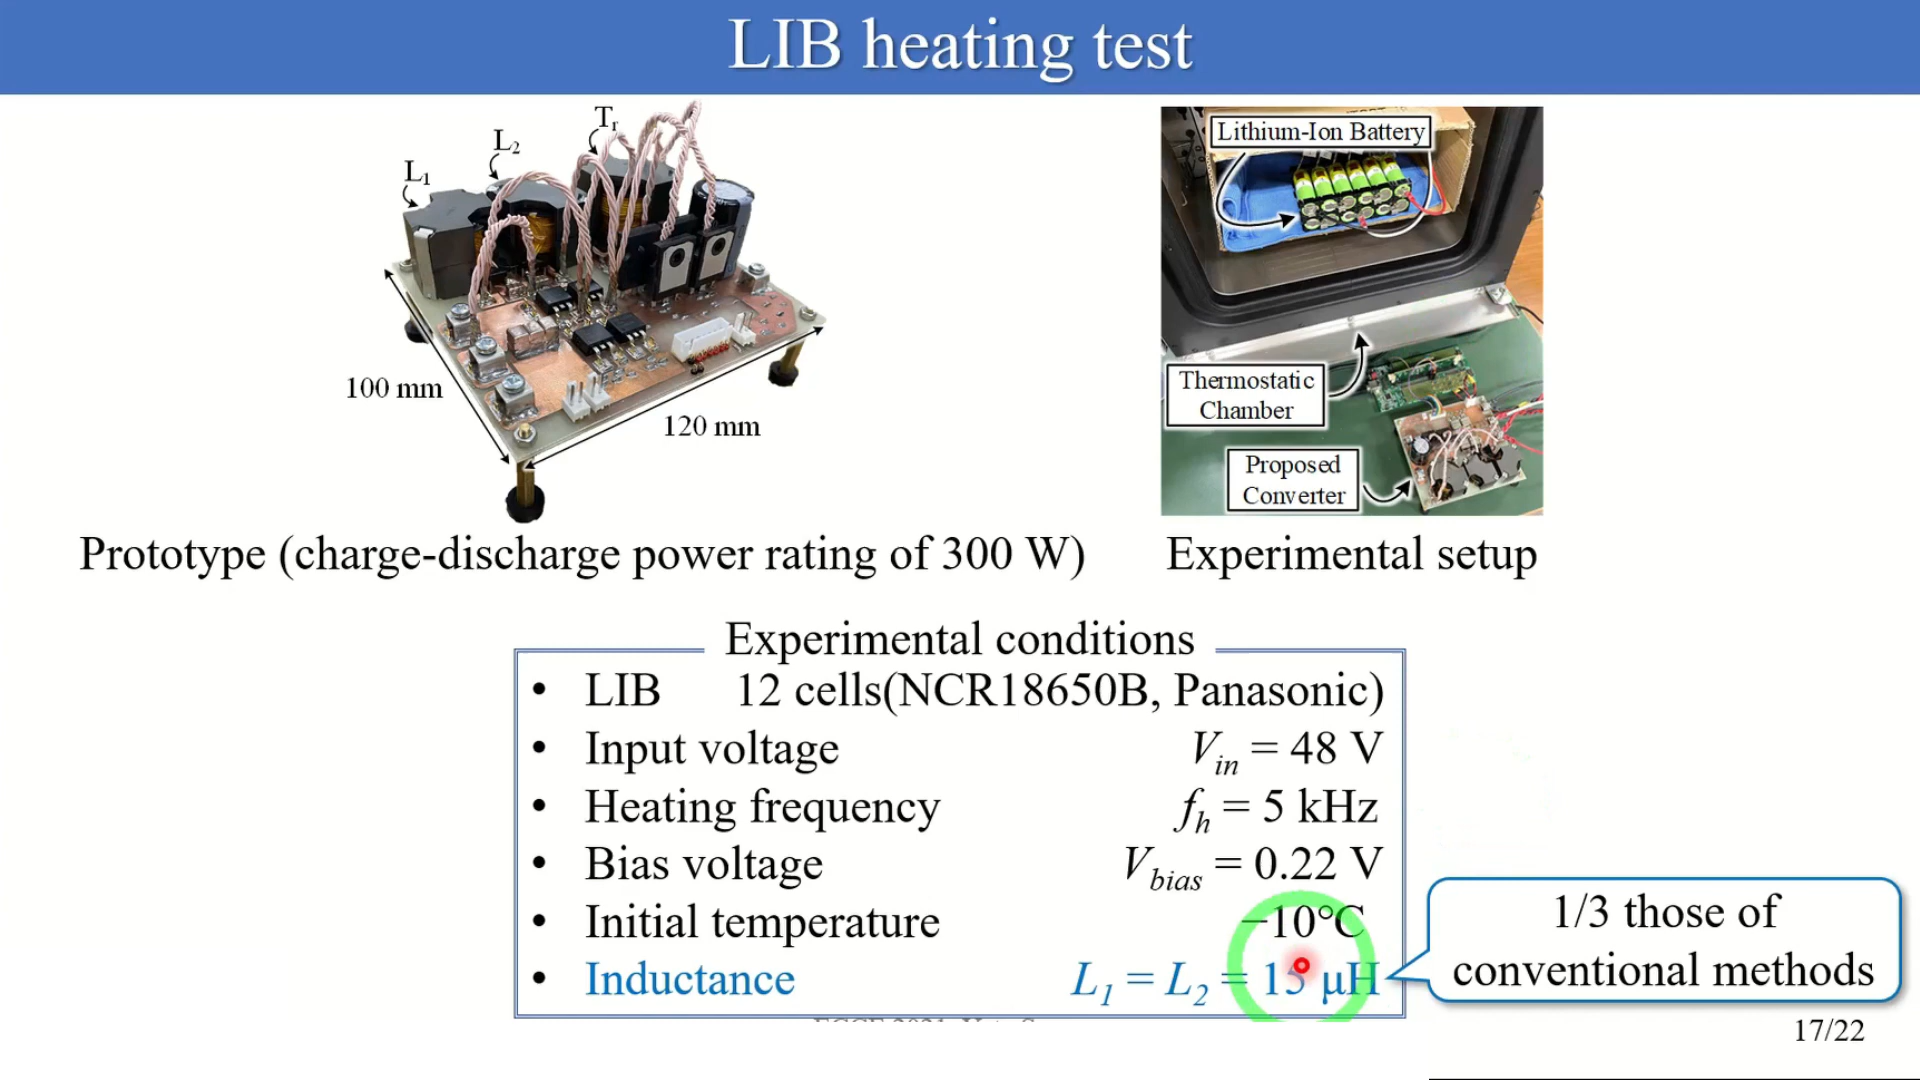 LIB heating test
L1
L2
Tr
100 mm
120 mm
Lithium-Ion Battery
Thermostatic
Chamber
Proposed
Converter
Prototype (charge-discharge power rating of 300 W)
Experimental setup
Experimental conditions
• LIB 12 cells(NCR18650B, Panasonic)
• Input voltage Vin = 48 V
• Heating frequency fh = 5 kHz
• Bias voltage Vbias = 0.22 V
• Initial temperature −10°C
• Inductance L1 = L2 = 15 μH
1/3 those of
conventional methods
17/22